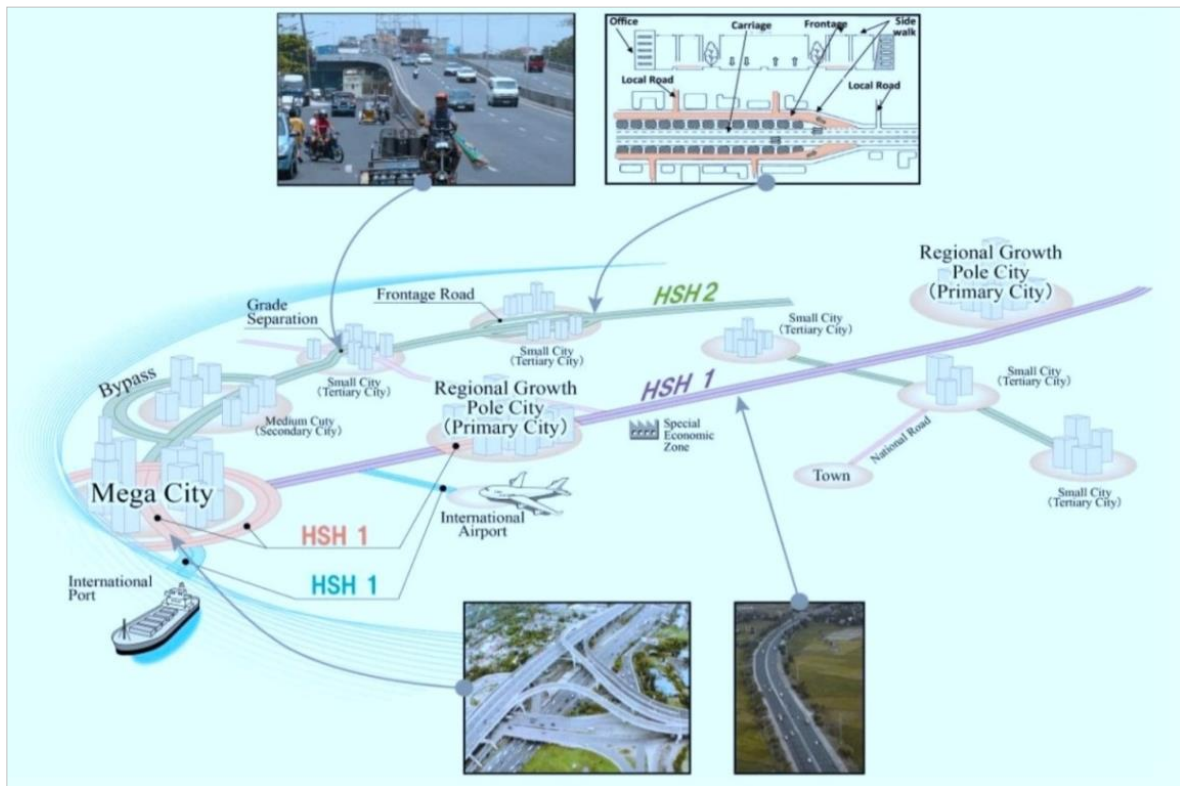 Office
Carriage
Frontage
Side
walk
Local Road
Local Road
Regional Growth
Pole City
(Primary City)
HSH 2
Frontage Road
Grade
Separation
Small City
(Tertiary City)
Small City
(Tertiary City)
Small City
(Tertiary City)
Bypass
Regional Growth
Pole City
(Primary City)
HSH 1
Small City
(Tertiary City)
Medium Cuty
(Secondary City)
Special
Economic
Zone
National Road
Town
Mega City
Small City
(Tertiary City)
International
Airport
HSH 1
HSH 1
International
Port